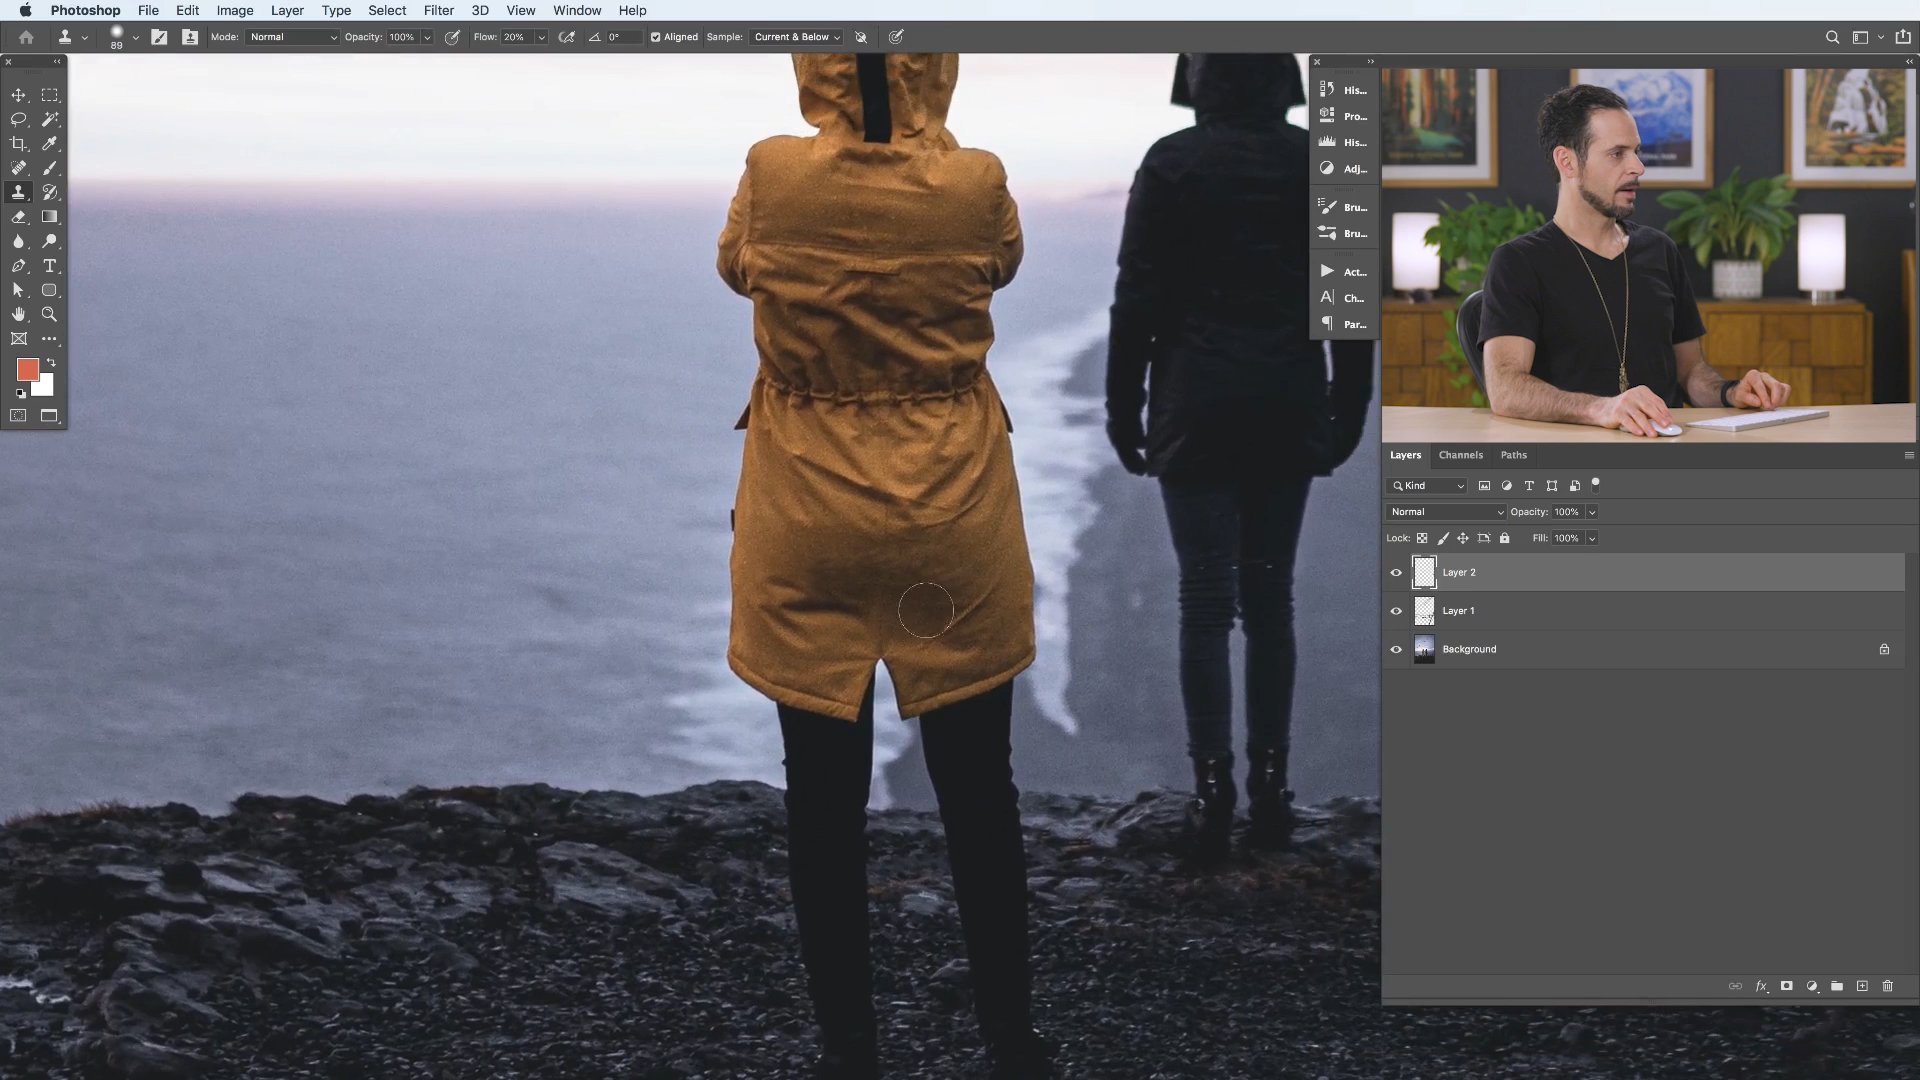 Photoshop File Edit Image Layer Type Select Filter 3D View Window Help
89 Mode: Normal Opacity: 100% Flow: 20% 0° Aligned Sample: Current & Below
His...
Pro...
His...
Adj...
Bru...
Bru...
Act...
Ch...
Par...
Layers Channels Paths
Kind
Normal Opacity: 100%
Lock: Fill: 100%
Layer 2
Layer 1
Background